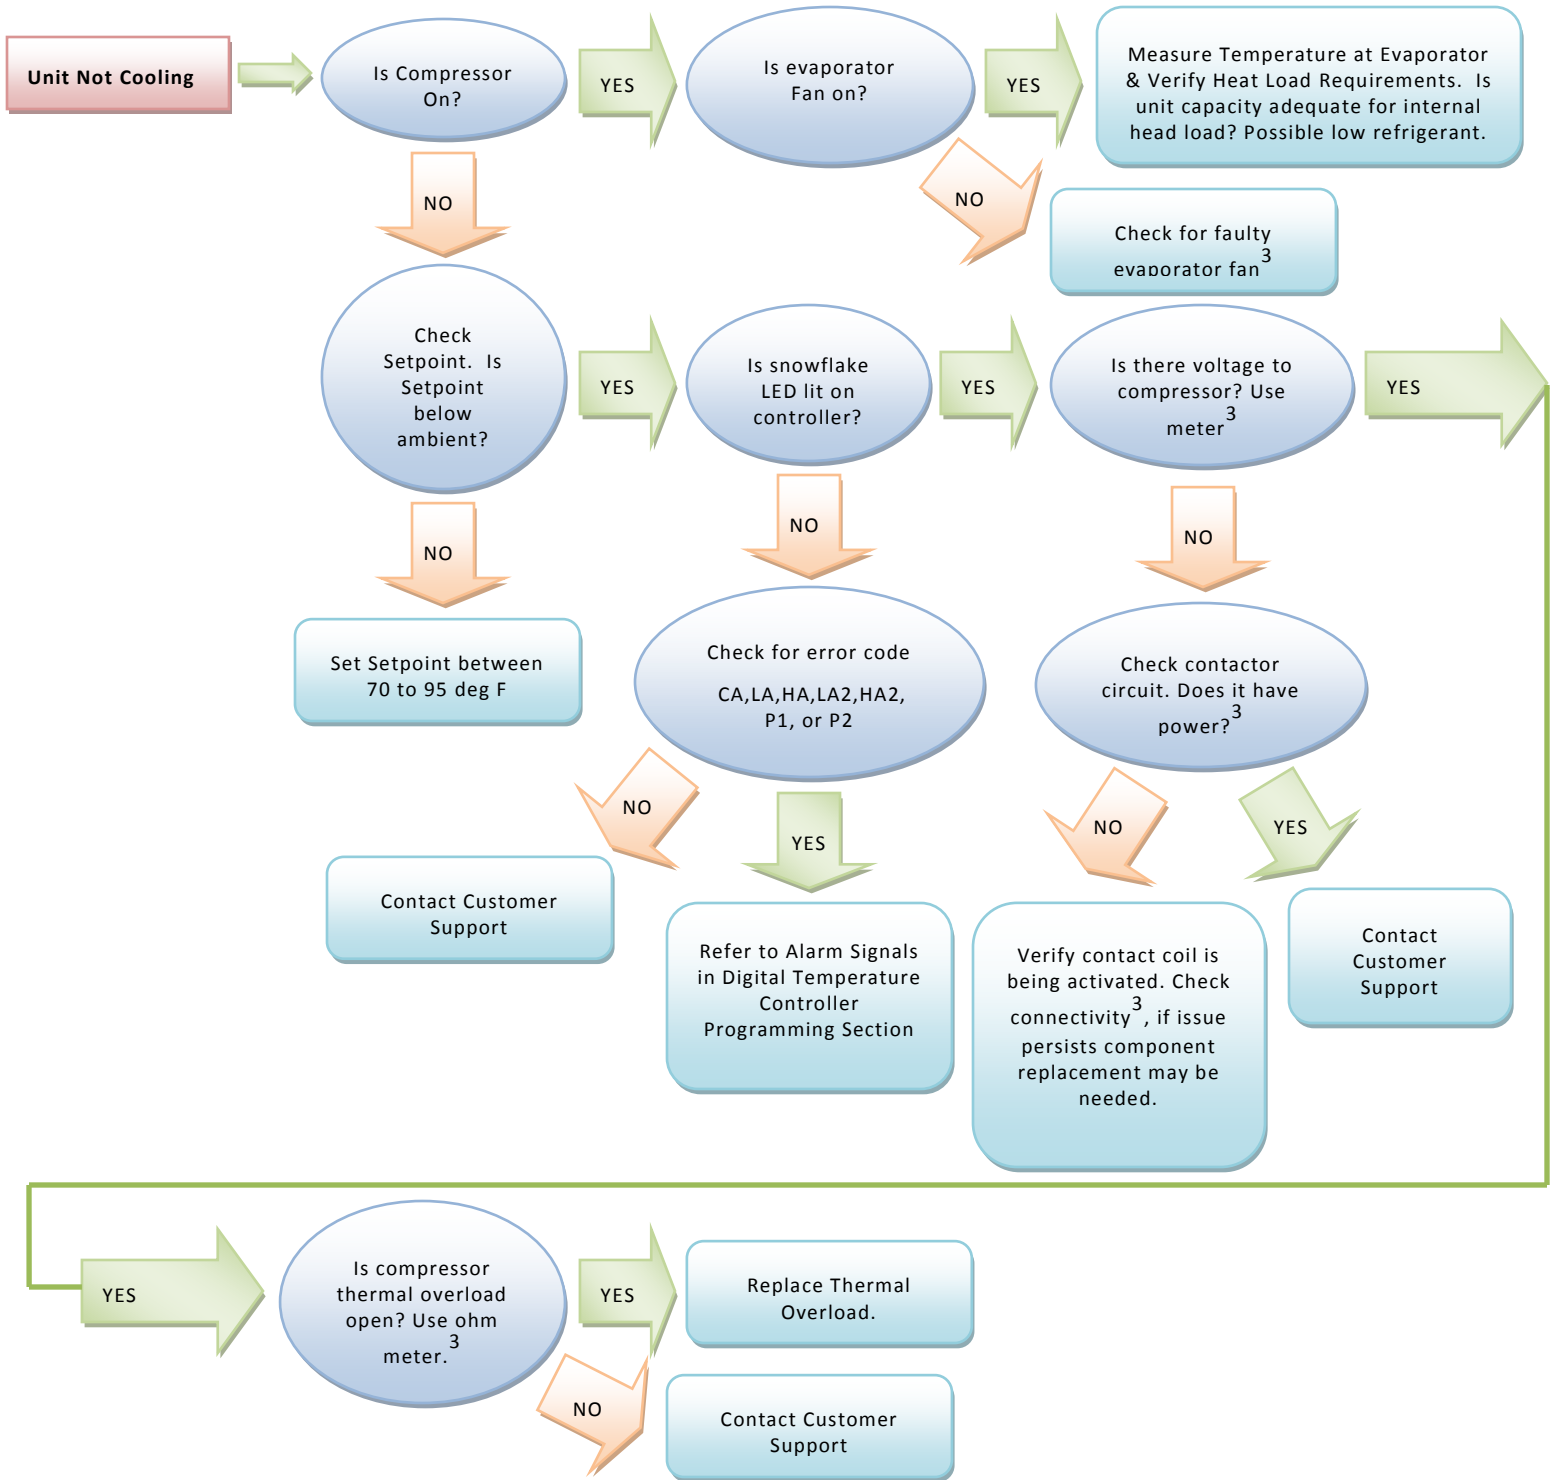 Unit Not Cooling
Is Compressor
On?
YES
Is evaporator
Fan on?
YES
Measure Temperature at Evaporator
& Verify Heat Load Requirements. Is
unit capacity adequate for internal
head load? Possible low refrigerant.
NO
NO
Check for faulty
evaporator fan3
Check
Setpoint. Is
Setpoint
below
ambient?
YES
Is snowflake
LED lit on
controller?
YES
Is there voltage to
compressor? Use
meter3
YES
NO
NO
NO
Set Setpoint between
70 to 95 deg F
Check for error code
CA,LA,HA,LA2,HA2,
P1, or P2
Check contactor
circuit. Does it have
power?3
NO
YES
NO
YES
Contact Customer
Support
Refer to Alarm Signals
in Digital Temperature
Controller
Programming Section
Verify contact coil is
being activated. Check
connectivity3, if issue
persists component
replacement may be
needed.
Contact
Customer
Support
YES
Is compressor
thermal overload
open? Use ohm
meter.3
YES
Replace Thermal
Overload.
NO
Contact Customer
Support